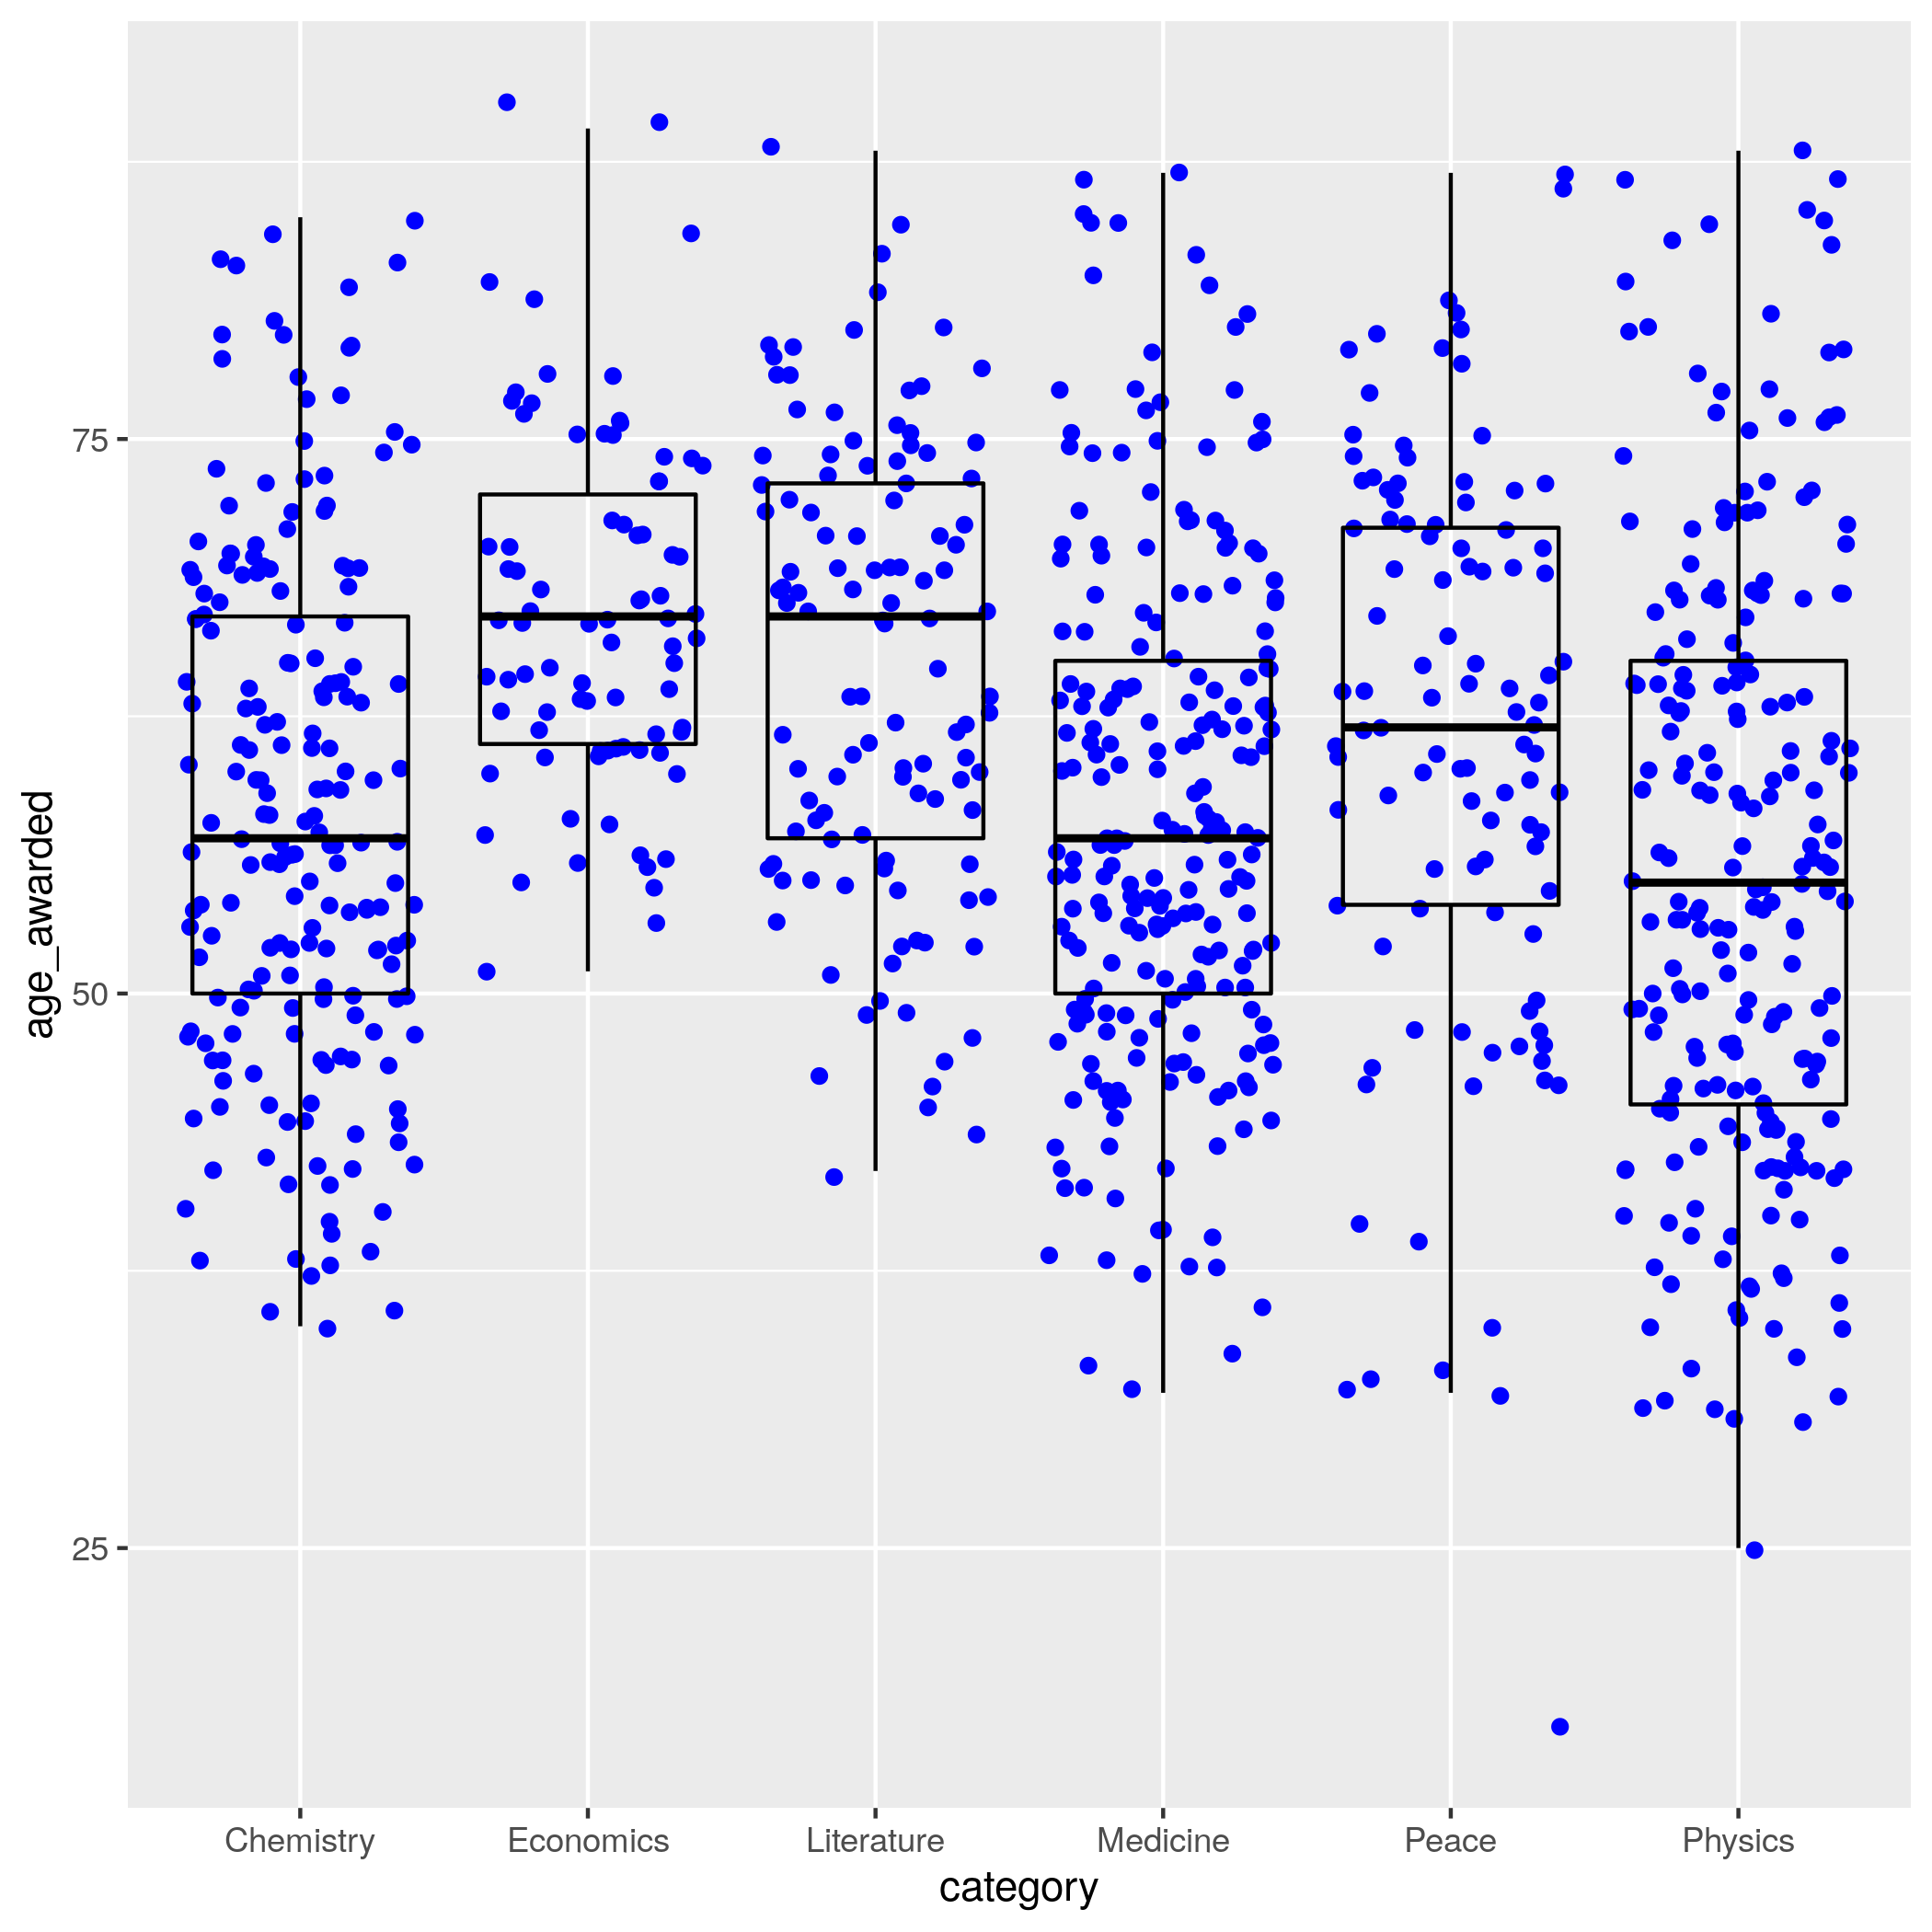 age_awarded
75
50
25
Chemistry Economics Literature Medicine Peace Physics
category